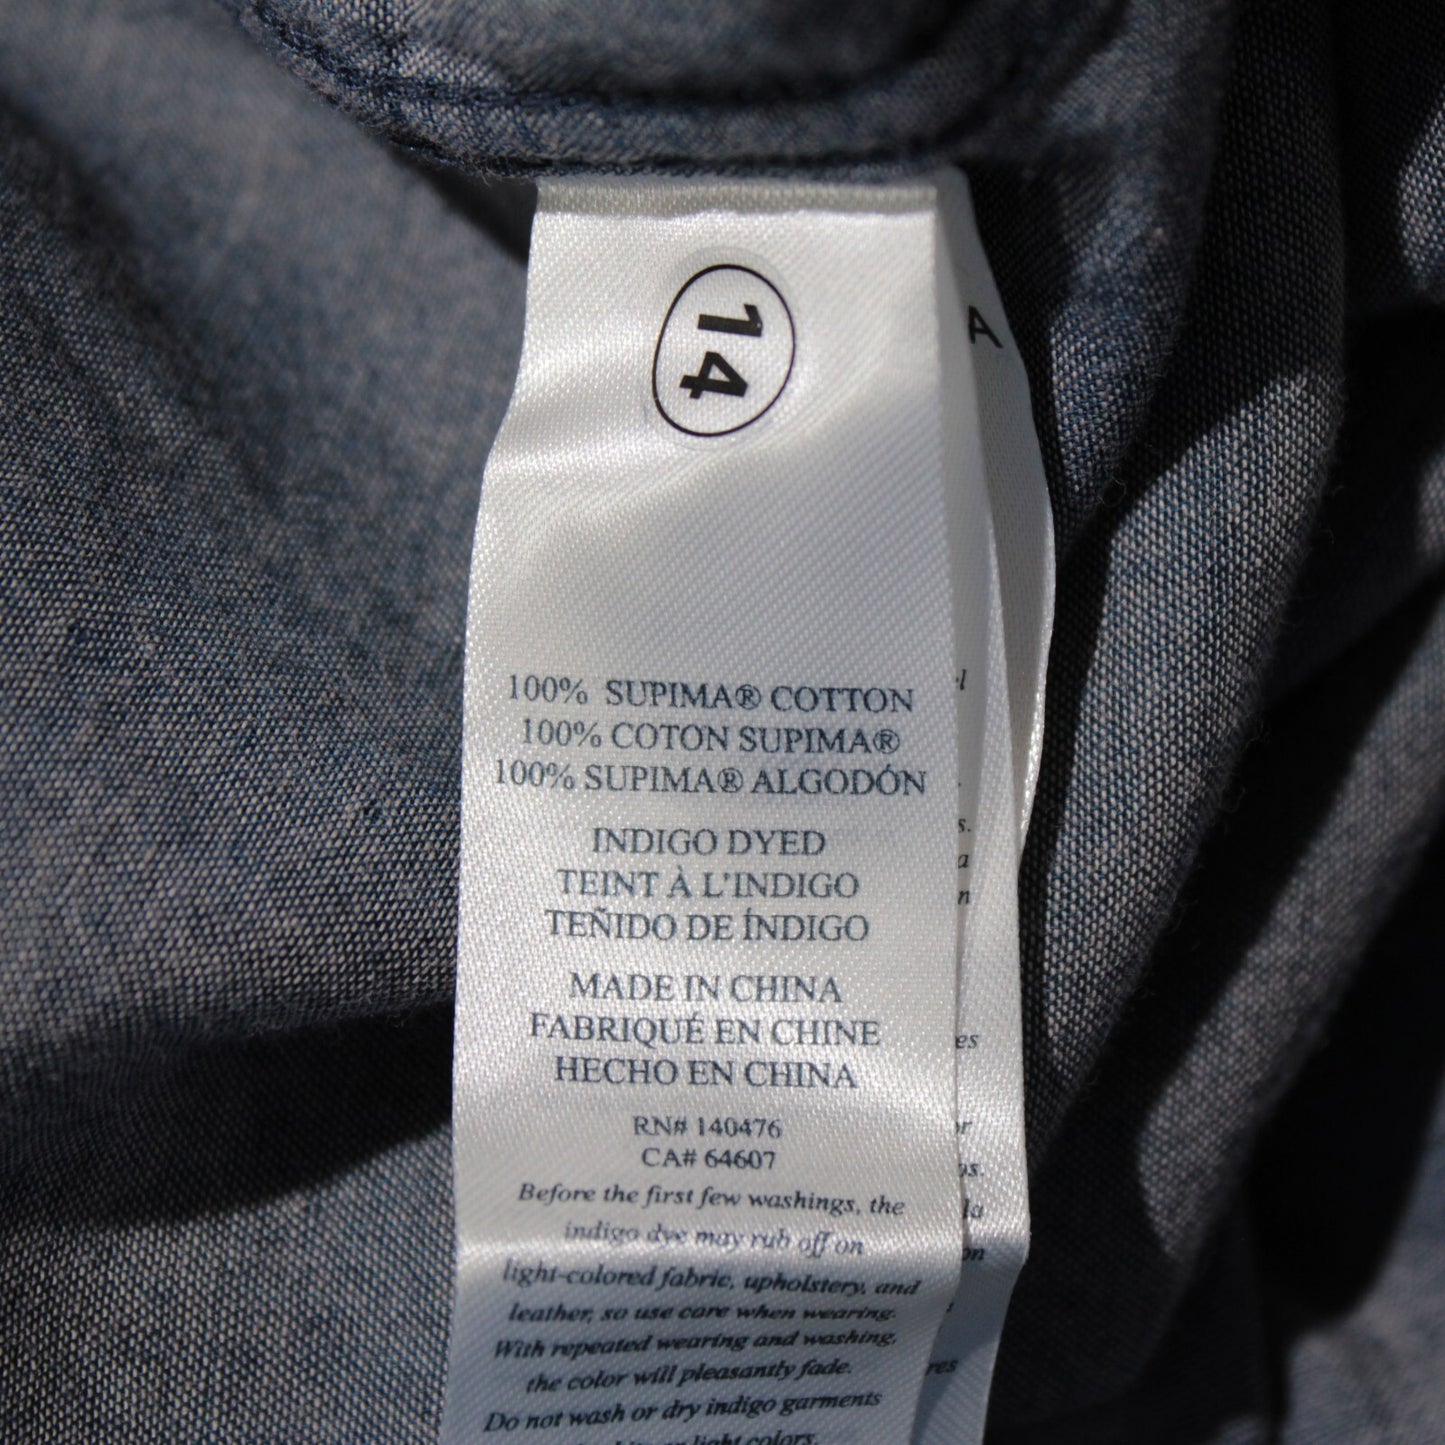 14
A
100% SUPIMA® COTTON
100% COTON SUPIMA®
100% SUPIMA® ALGODÓN
INDIGO DYED
TEINT À L'INDIGO
TEÑIDO DE ÍNDIGO
MADE IN CHINA
FABRIQUÉ EN CHINE
HECHO EN CHINA
RN# 140476
CA# 64607
Before the first few washings, the
indigo dye may rub off on
light-colored fabric, upholstery, and
leather, so use care when wearing.
With repeated wearing and washing,
the color will pleasantly fade.
Do not wash or dry indigo garments
light colors.